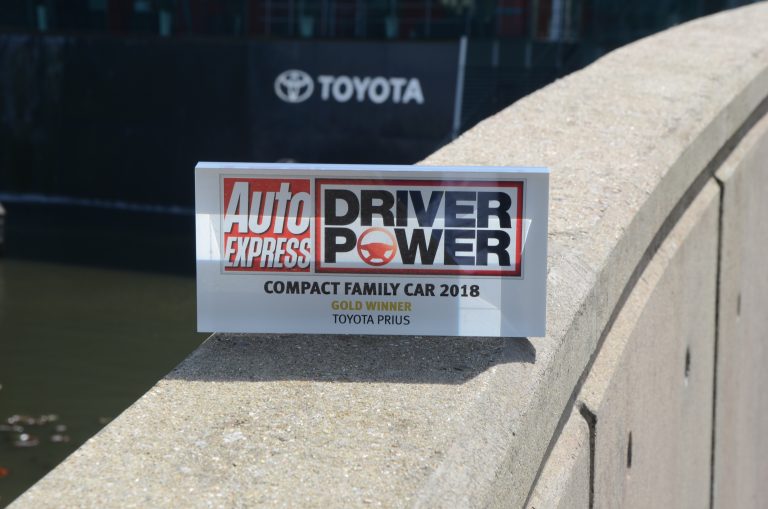 TOYOTA
AUTO
EXPRESS
DRIVER
POWER
COMPACT FAMILY CAR 2018
GOLD WINNER
TOYOTA PRIUS